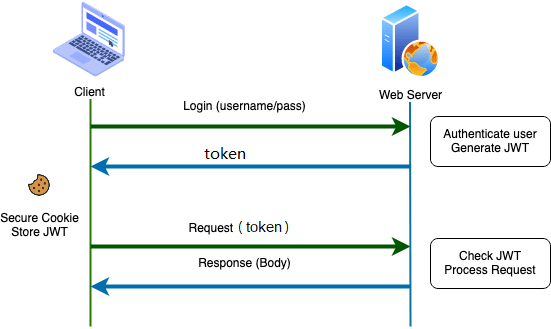 Client
Web Server
Login (username/pass)
Authenticate user
Generate JWT
token
Secure Cookie
Store JWT
Request (token)
Check JWT
Process Request
Response (Body)